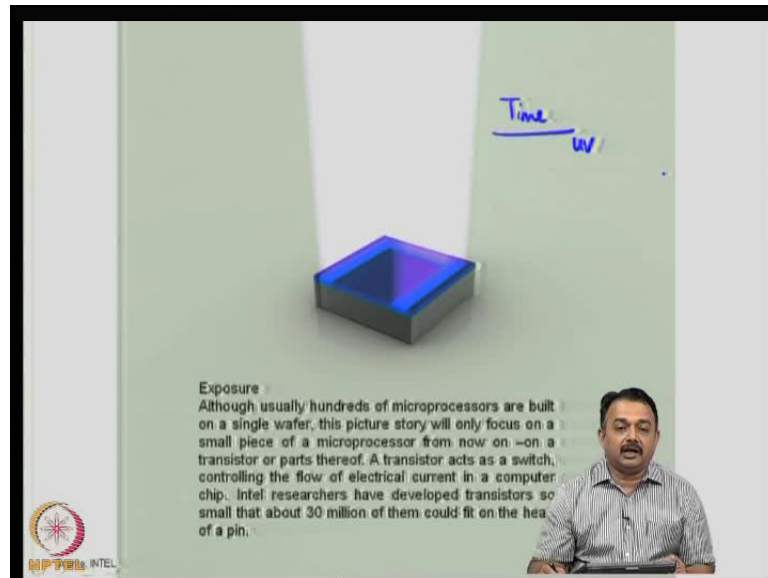 Time
uv
Exposure
Although usually hundreds of microprocessors are built
on a single wafer, this picture story will only focus on a
small piece of a microprocessor from now on –on a
transistor or parts thereof. A transistor acts as a switch,
controlling the flow of electrical current in a computer
chip. Intel researchers have developed transistors so
small that about 30 million of them could fit on the hea
of a pin.
NPTEL INTEL